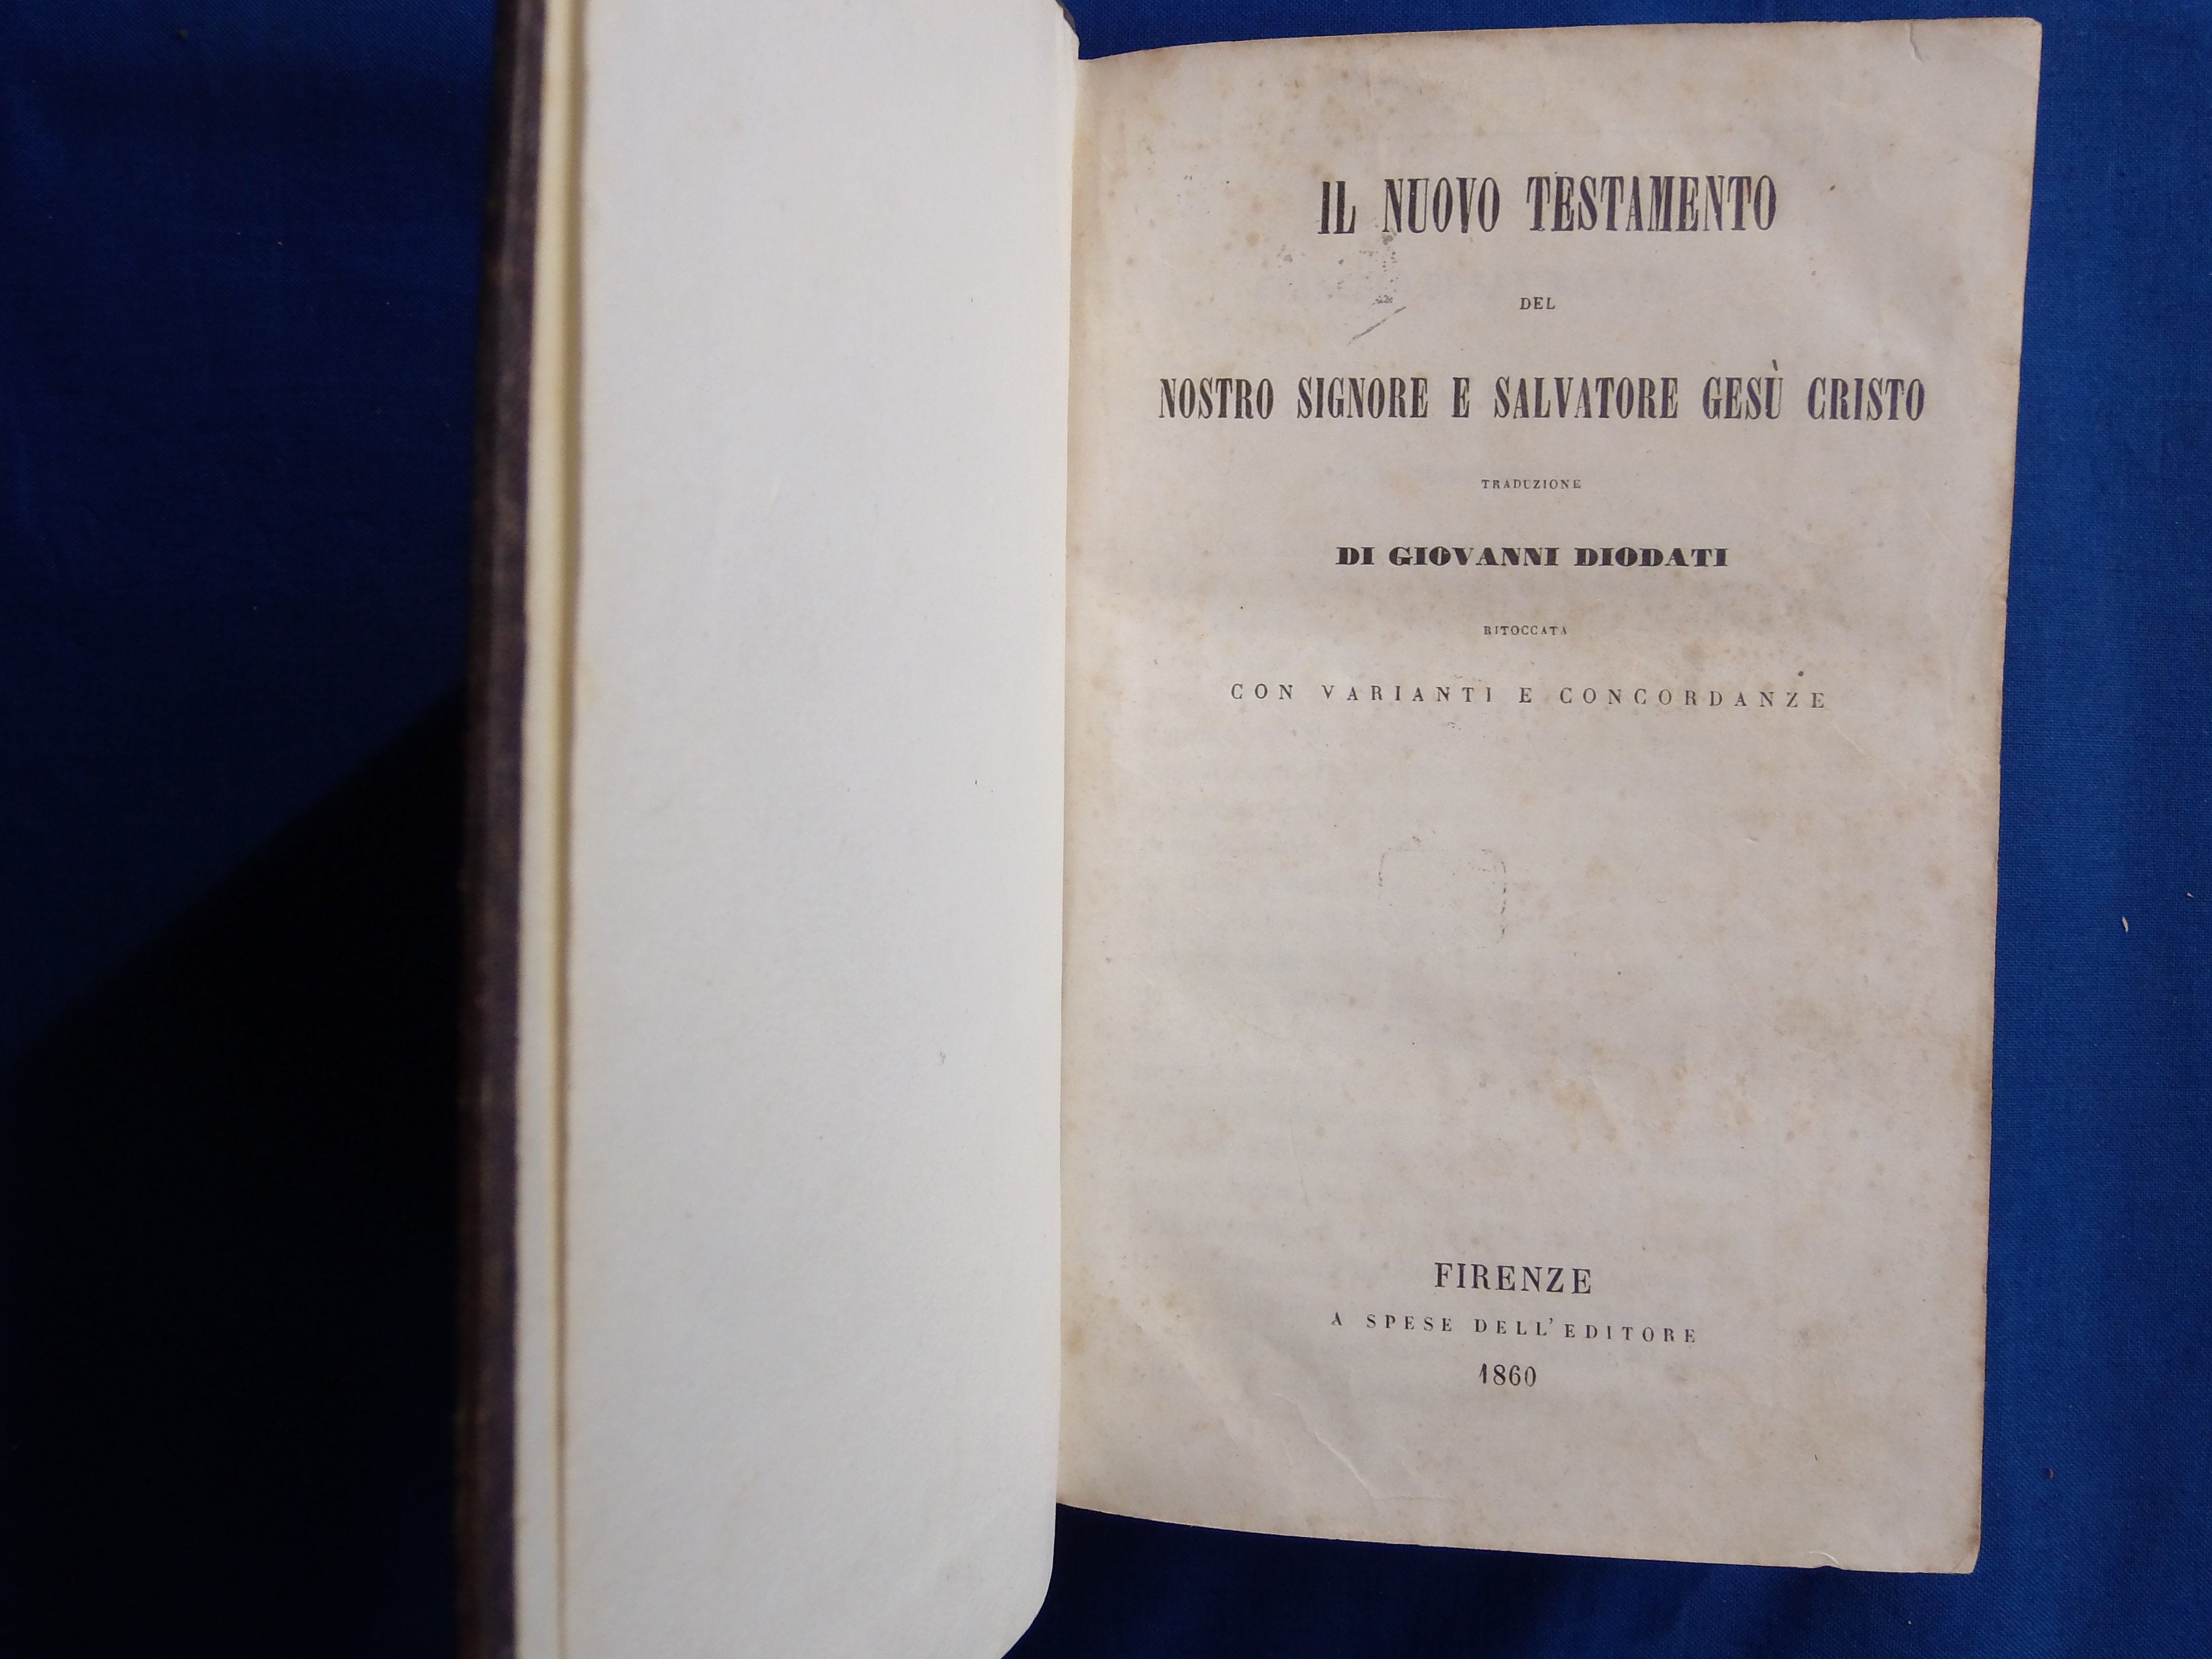 IL NUOVO TESTAMENTO
DEL
NOSTRO SIGNORE E SALVATORE GESÙ CRISTO
TRADUZIONE
DI GIOVANNI DIODATI
RITOCCATA
CON VARIANTI E CONCORDANZE
FIRENZE
A SPESE DELL'EDITORE
1860